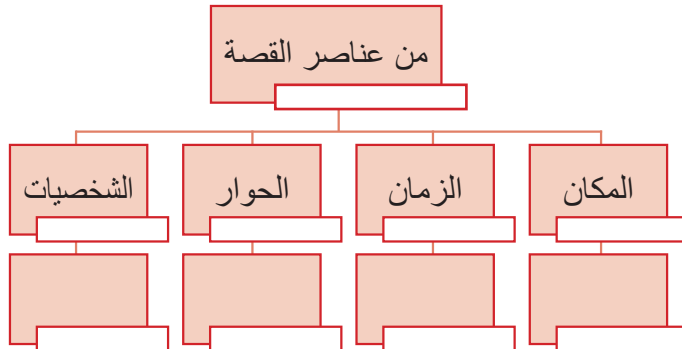 من عناصر القصة
المكان
الزمان
الحوار
الشخصيات